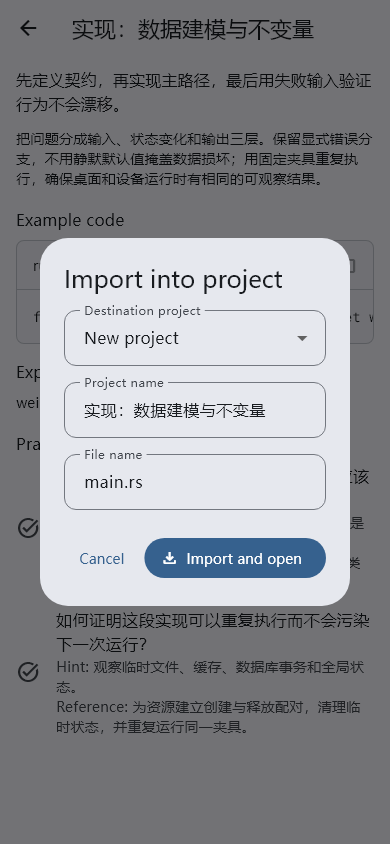 实现：数据建模与不变量
先定义契约，再实现主路径，最后用失败输入验证
行为不会漂移。
把问题分成输入、状态变化和输出三层。保留显式错误分
支，不用静默默认值掩盖数据损坏；用固定夹具重复执
行，确保桌面和设备运行时有相同的可观察结果。
Example code
Import into project
Destination project
New project
Project name
实现：数据建模与不变量
File name
main.rs
Cancel
Import and open
如何证明这段实现可以重复执行而不会污染
下一次运行？
Hint: 观察临时文件、缓存、数据库事务和全局状
态。
Reference: 为资源建立创建与释放配对，清理临
时状态，并重复运行同一夹具。